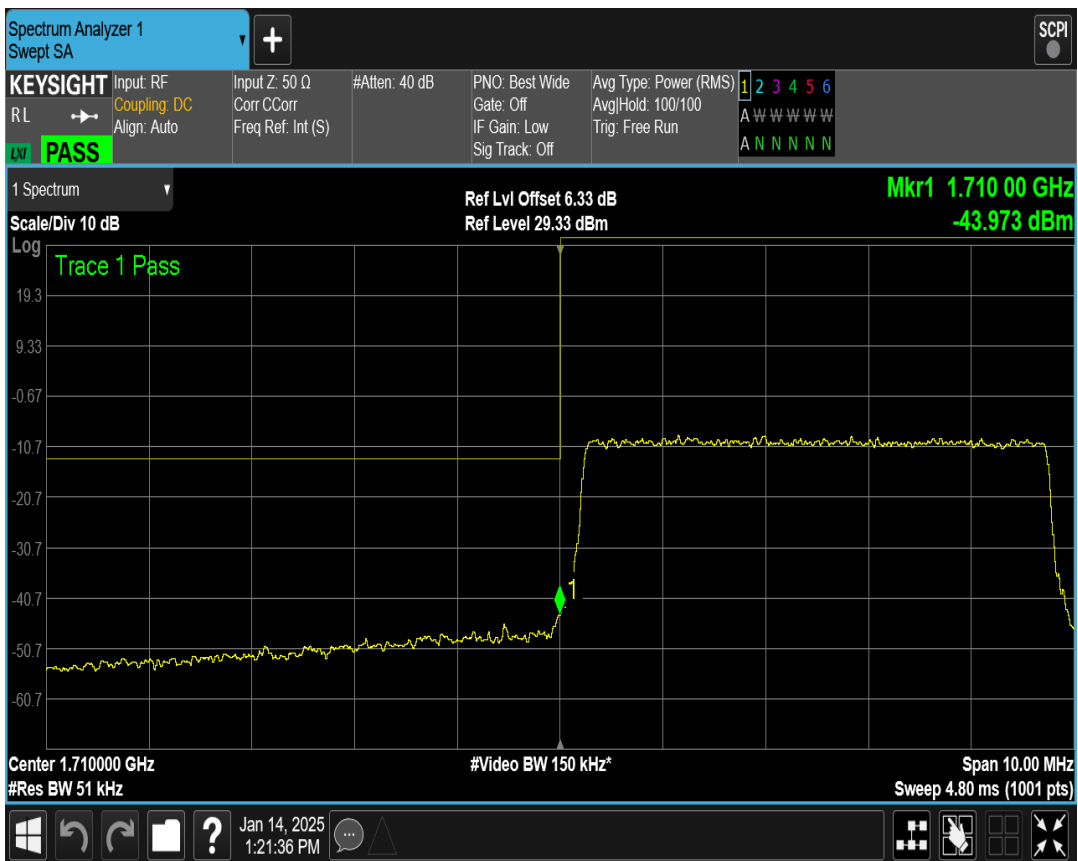 Spectrum Analyzer 1
Swept SA
+
SCPI
KEYSIGHT
RL
LXI PASS
Input: RF
Coupling: DC
Align: Auto
Input Z: 50 Ω
Corr CCorr
Freq Ref: Int (S)
#Atten: 40 dB
PNO: Best Wide
Gate: Off
IF Gain: Low
Sig Track: Off
Avg Type: Power (RMS)
Avg|Hold: 100/100
Trig: Free Run
1 2 3 4 5 6
A W W W W W
A N N N N N
1 Spectrum
Scale/Div 10 dB
Ref Lvl Offset 6.33 dB
Ref Level 29.33 dBm
Mkr1 1.710 00 GHz
-43.973 dBm
Log
Trace 1 Pass
19.3
9.33
-0.67
-10.7
-20.7
-30.7
-40.7
-50.7
-60.7
1
Center 1.710000 GHz
#Res BW 51 kHz
#Video BW 150 kHz*
Span 10.00 MHz
Sweep 4.80 ms (1001 pts)
?
Jan 14, 2025
1:21:36 PM